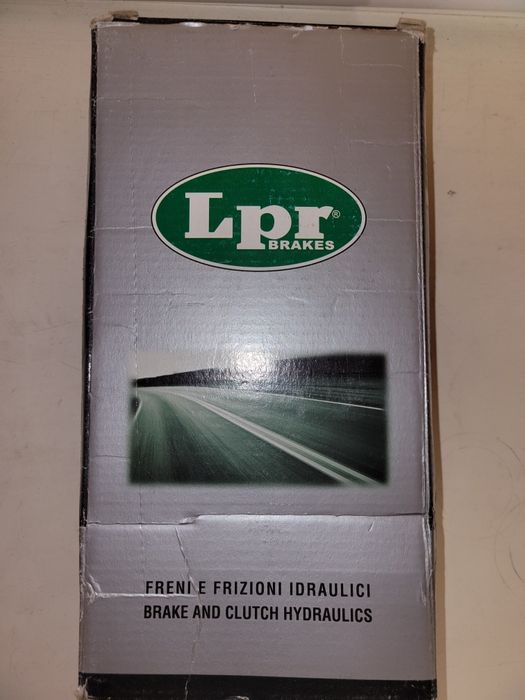 Lpr®
BRAKES
FRENI E FRIZIONI IDRAULICI
BRAKE AND CLUTCH HYDRAULICS